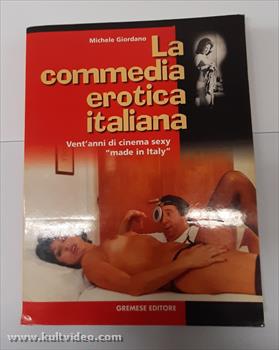 Michele Giordano
La
commedia
erotica
italiana
Vent'anni di cinema sexy
"made in Italy"
GREMESE EDITORE
www.kultvideo.com